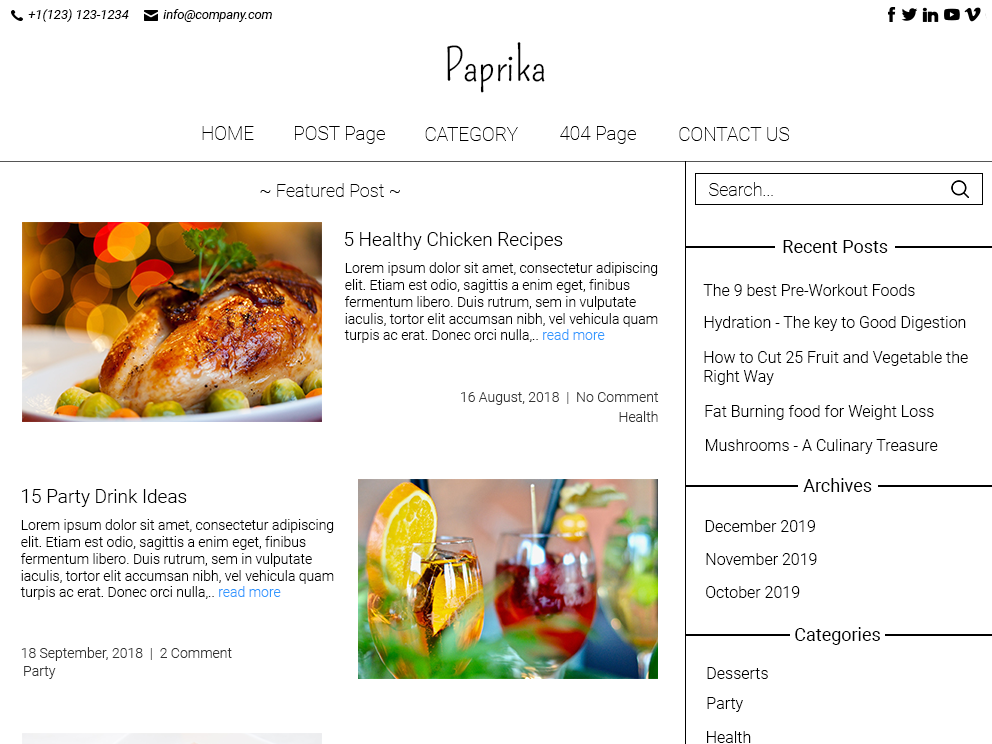 +1(123) 123-1234 info@company.com
Paprika
HOME POST Page CATEGORY 404 Page CONTACT US
~ Featured Post ~
5 Healthy Chicken Recipes
Lorem ipsum dolor sit amet, consectetur adipiscing
elit. Etiam est odio, sagittis a enim eget, finibus
fermentum libero. Duis rutrum, sem in vulputate
iaculis, tortor elit accumsan nibh, vel vehicula quam
turpis ac erat. Donec orci nulla,.. read more
16 August, 2018 | No Comment
Health
15 Party Drink Ideas
Lorem ipsum dolor sit amet, consectetur adipiscing
elit. Etiam est odio, sagittis a enim eget, finibus
fermentum libero. Duis rutrum, sem in vulputate
iaculis, tortor elit accumsan nibh, vel vehicula quam
turpis ac erat. Donec orci nulla,.. read more
18 September, 2018 | 2 Comment
Party
Search...
Recent Posts
The 9 best Pre-Workout Foods
Hydration - The key to Good Digestion
How to Cut 25 Fruit and Vegetable the
Right Way
Fat Burning food for Weight Loss
Mushrooms - A Culinary Treasure
Archives
December 2019
November 2019
October 2019
Categories
Desserts
Party
Health